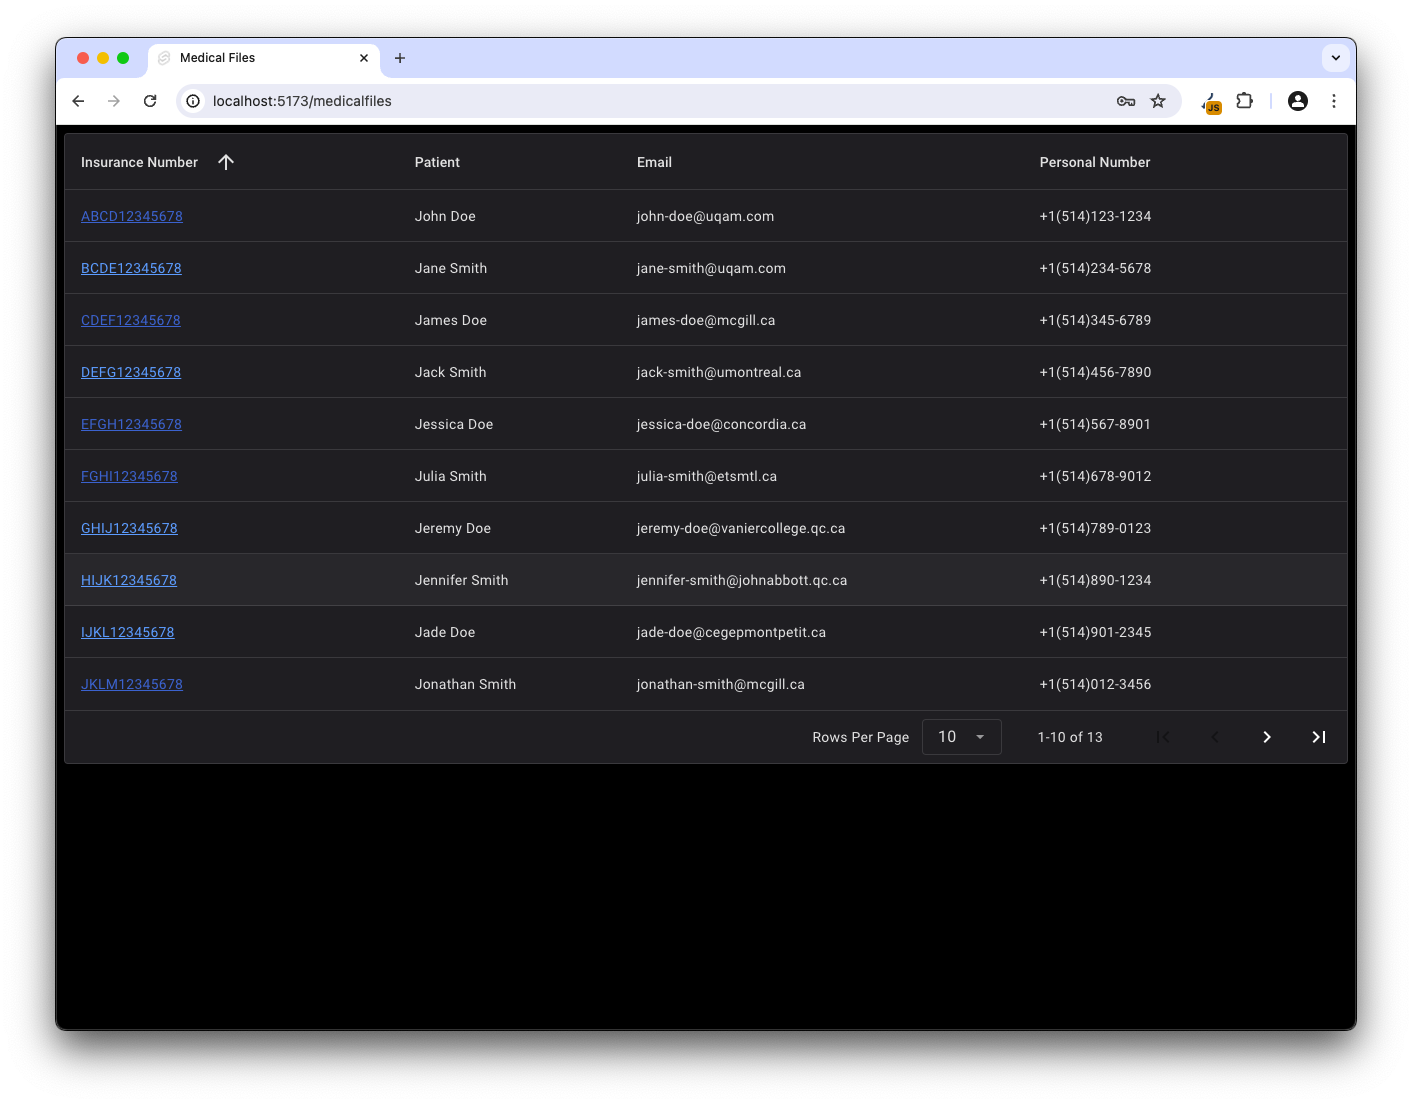 Medical Files
localhost:5173/medicalfiles
JS
Insurance Number Patient Email Personal Number
ABCD12345678 John Doe john-doe@uqam.com +1(514)123-1234
BCDE12345678 Jane Smith jane-smith@uqam.com +1(514)234-5678
CDEF12345678 James Doe james-doe@mcgill.ca +1(514)345-6789
DEFG12345678 Jack Smith jack-smith@umontreal.ca +1(514)456-7890
EFGH12345678 Jessica Doe jessica-doe@concordia.ca +1(514)567-8901
FGHI12345678 Julia Smith julia-smith@etsmtl.ca +1(514)678-9012
GHIJ12345678 Jeremy Doe jeremy-doe@vaniercollege.qc.ca +1(514)789-0123
HIJK12345678 Jennifer Smith jennifer-smith@johnabbott.qc.ca +1(514)890-1234
IJKL12345678 Jade Doe jade-doe@cegepmontpetit.ca +1(514)901-2345
JKLM12345678 Jonathan Smith jonathan-smith@mcgill.ca +1(514)012-3456
Rows Per Page 10 1-10 of 13